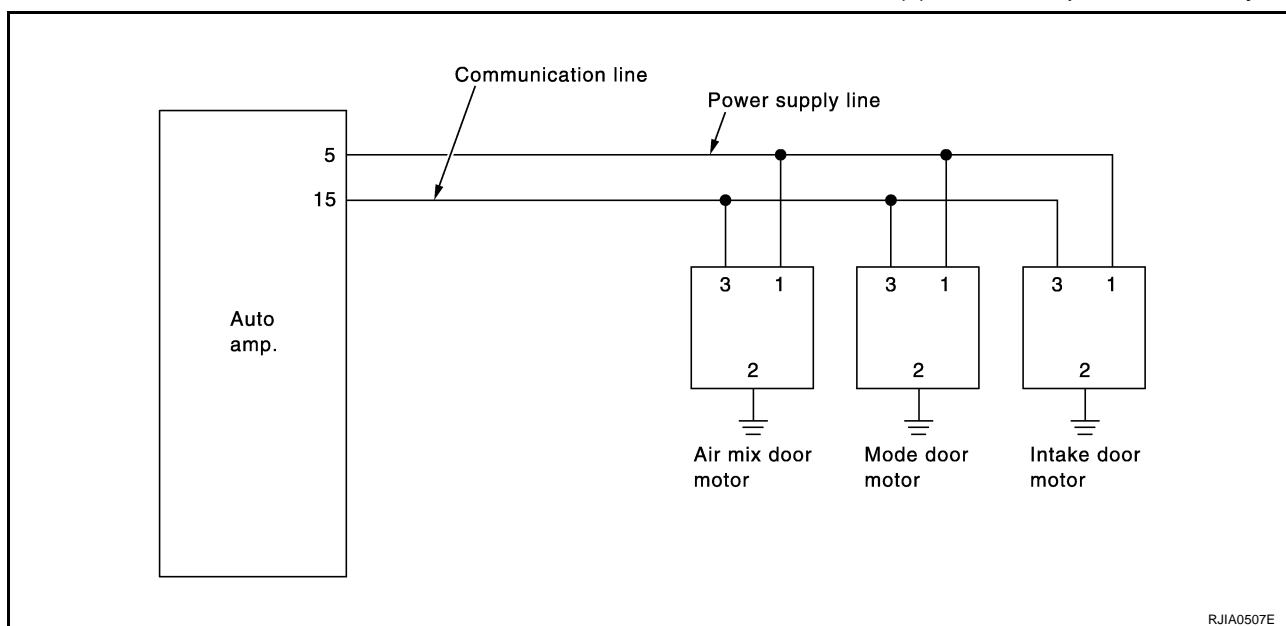 Communication line
Power supply line
5
15
3 1
3 1
3 1
Auto
amp.
2
2
2
Air mix door
motor
Mode door
motor
Intake door
motor
RJIA0507E